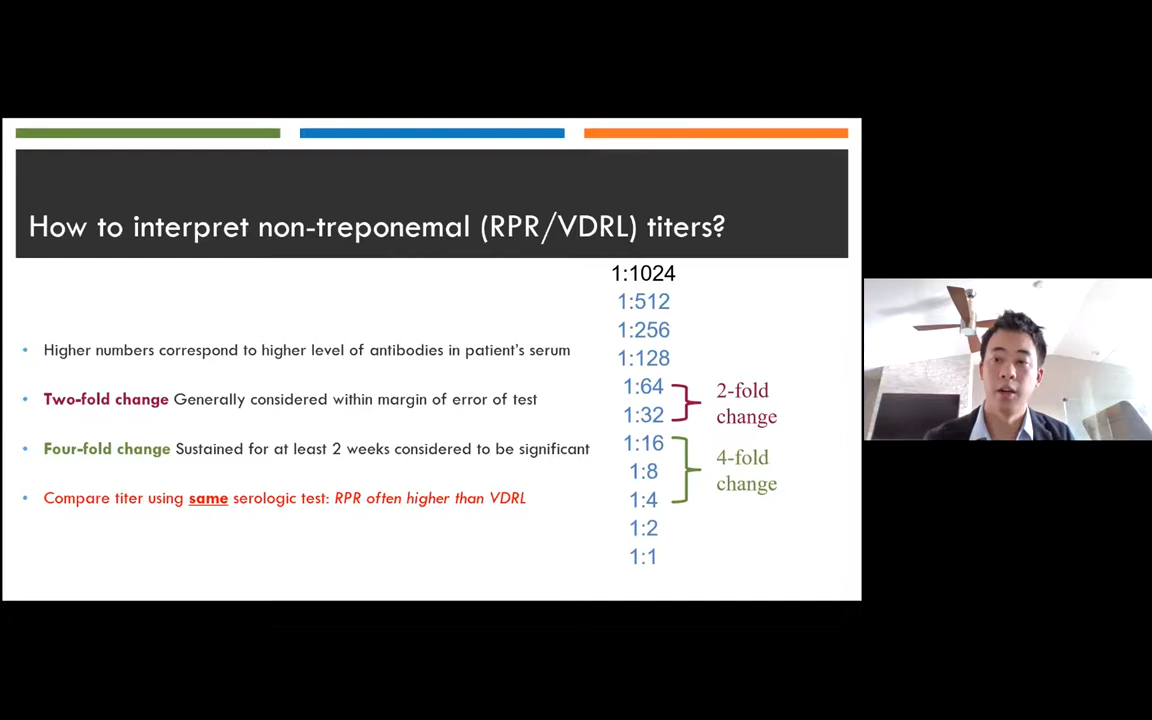 How to interpret non-treponemal (RPR/VDRL) titers?
Higher numbers correspond to higher level of antibodies in patient's serum
Two-fold change Generally considered within margin of error of test
Four-fold change Sustained for at least 2 weeks considered to be significant
Compare titer using same serologic test: RPR often higher than VDRL
1:1024
1:512
1:256
1:128
1:64
1:32
1:16
1:8
1:4
1:2
1:1
2-fold
change
4-fold
change